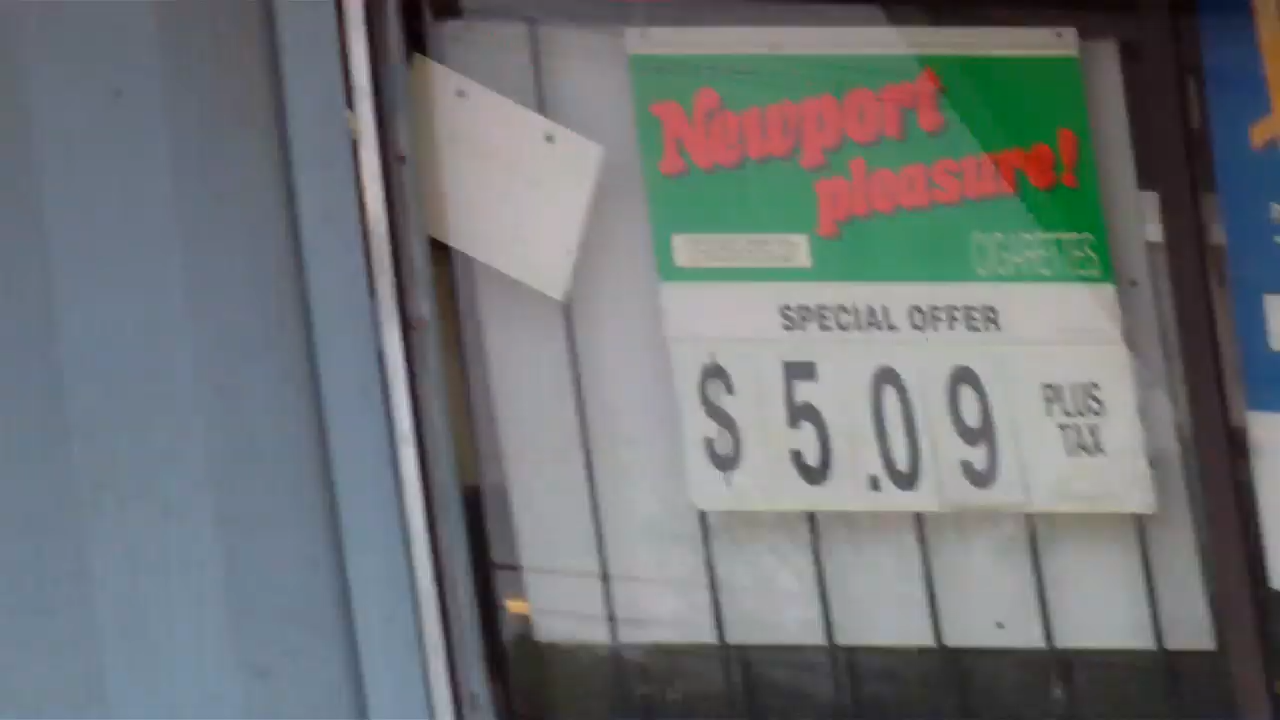 Newport
pleasure!
CIGARETTES
SPECIAL OFFER
$5.09
PLUS
TAX